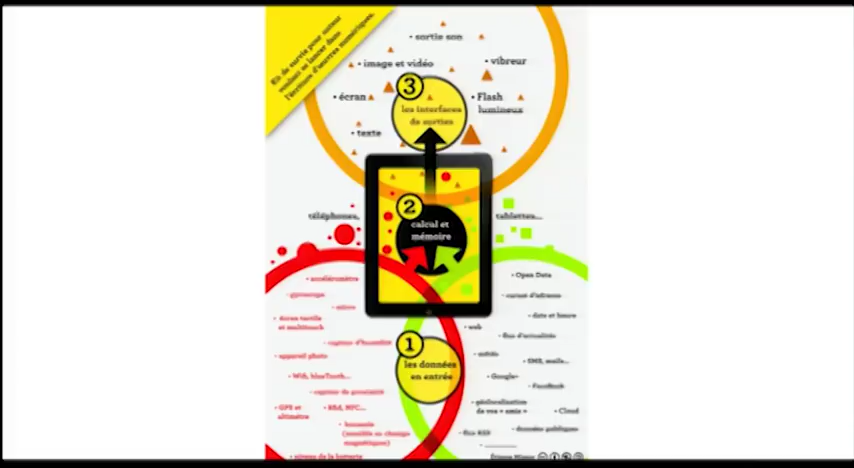 Kit de survie pour auteur
voulant se lancer dans
l'écriture d'œuvres numériques.
• sortie son
• image et vidéo
• vibreur
3
• écran
les interfaces
de sorties
• Flash
lumineux
• texte
2
téléphones,
tablettes...
calcul et
mémoire
• accéléromètre
• Open Data
• gyroscope
• carnet d'adresse
• micro
• date et heure
• écran tactile
et multitouch
• web
• flux d'actualités
• capteur d'humidité
1
• appareil photo
• météo
• SMS, mails...
les données
en entrée
• Wifi, blueTooth...
• Google+
• FaceBook
• capteur de proximité
• géolocalisation
de vos « amis »
• Cloud
• GPS et
altimètre
• RFid, NFC...
• boussole
(sensible au champs
magnétiques)
• flux RSS
• données publiques
• niveau de la batterie